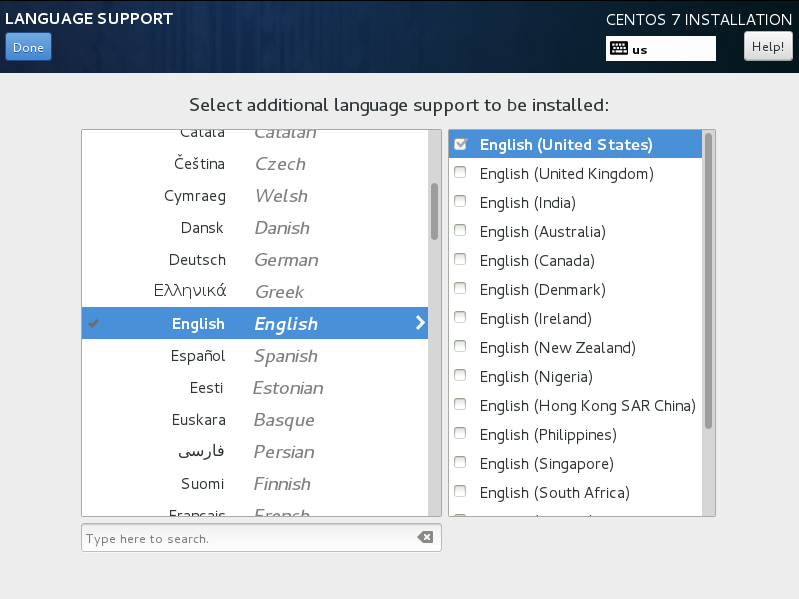 LANGUAGE SUPPORT
CENTOS 7 INSTALLATION
Done
us
Help!
Select additional language support to be installed:
Català Catalan
Čeština Czech
Cymraeg Welsh
Dansk Danish
Deutsch German
Ελληνικά Greek
English English
Español Spanish
Eesti Estonian
Euskara Basque
فارسی Persian
Suomi Finnish
Français French
English (United States)
English (United Kingdom)
English (India)
English (Australia)
English (Canada)
English (Denmark)
English (Ireland)
English (New Zealand)
English (Nigeria)
English (Hong Kong SAR China)
English (Philippines)
English (Singapore)
English (South Africa)
Type here to search.